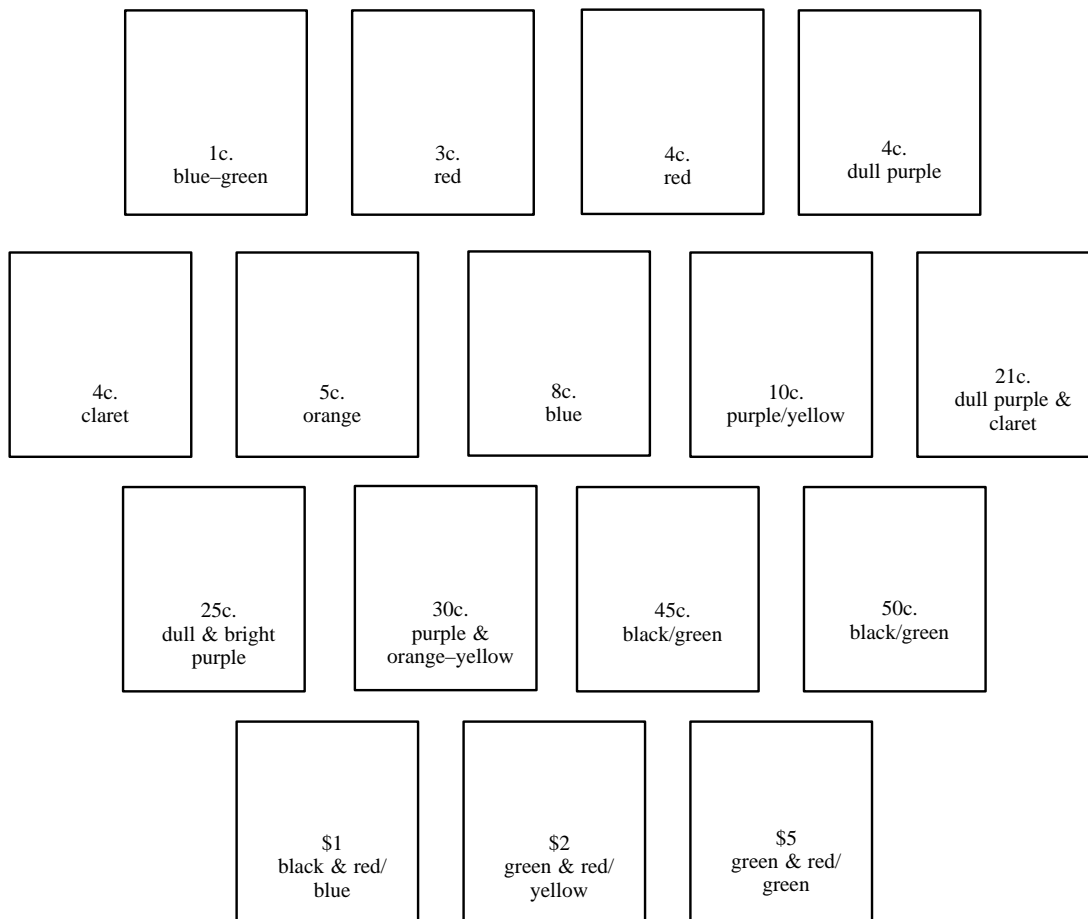 1c.
blue–green
3c.
red
4c.
red
4c.
dull purple
4c.
claret
5c.
orange
8c.
blue
10c.
purple/yellow
21c.
dull purple &
claret
25c.
dull & bright
purple
30c.
purple &
orange–yellow
45c.
black/green
50c.
black/green
$1
black & red/
blue
$2
green & red/
yellow
$5
green & red/
green